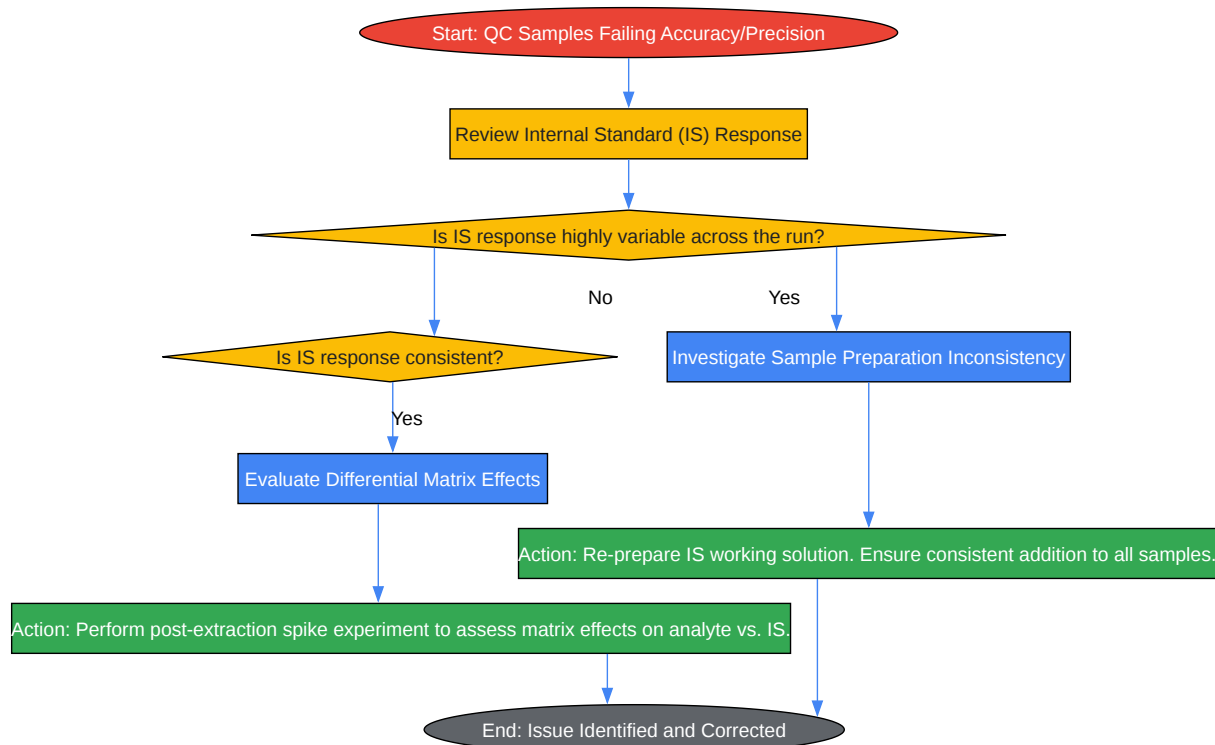 Start: QC Samples Failing Accuracy/Precision
Review Internal Standard (IS) Response
Is IS response highly variable across the run?
No
Yes
Is IS response consistent?
Investigate Sample Preparation Inconsistency
Yes
Evaluate Differential Matrix Effects
Action: Re-prepare IS working solution. Ensure consistent addition to all samples.
Action: Perform post-extraction spike experiment to assess matrix effects on analyte vs. IS.
End: Issue Identified and Corrected